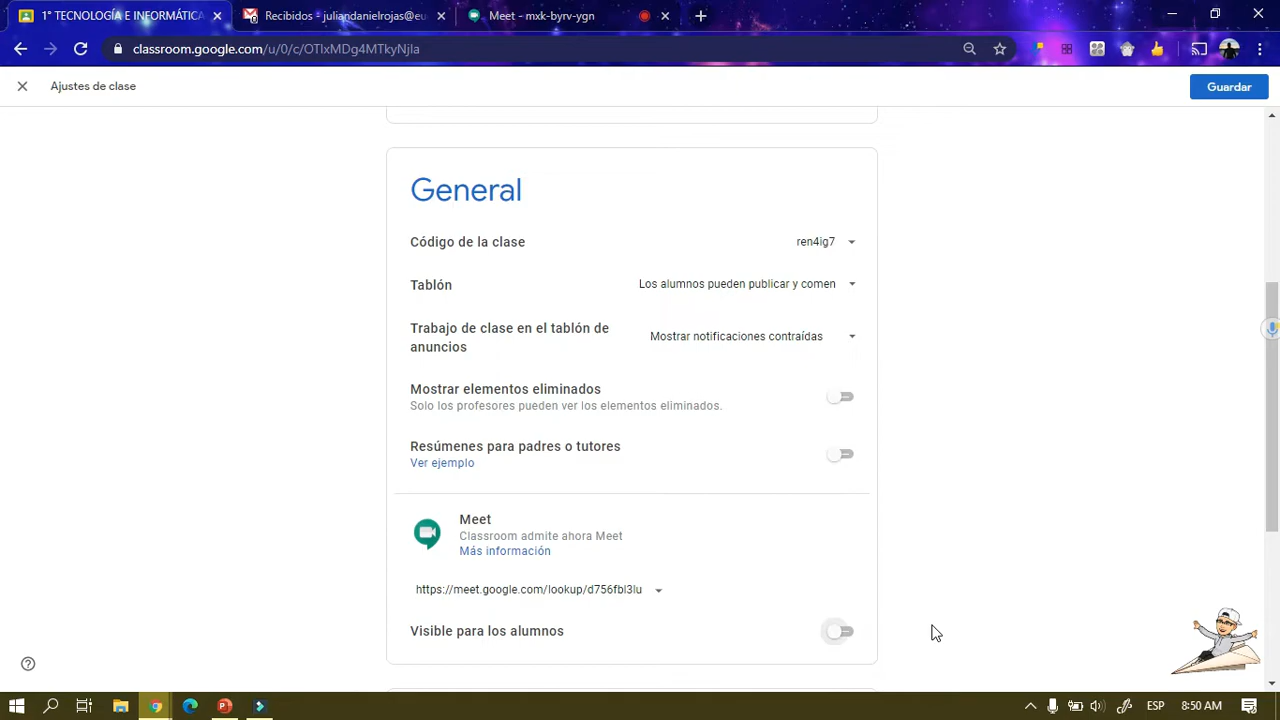 1° TECNOLOGÍA E INFORMÁTICA
Recibidos - juliandanielrojas@eu
Meet - mxk-byrv-ygn
classroom.google.com/u/0/c/OTIxMDg4MTkyNjIa
Ajustes de clase
Guardar
General
Código de la clase
ren4ig7
Tablón
Los alumnos pueden publicar y comen
Trabajo de clase en el tablón de
anuncios
Mostrar notificaciones contraídas
Mostrar elementos eliminados
Solo los profesores pueden ver los elementos eliminados.
Resúmenes para padres o tutores
Ver ejemplo
Meet
Classroom admite ahora Meet
Más información
https://meet.google.com/lookup/d756fbl3lu
Visible para los alumnos
ESP
8:50 AM